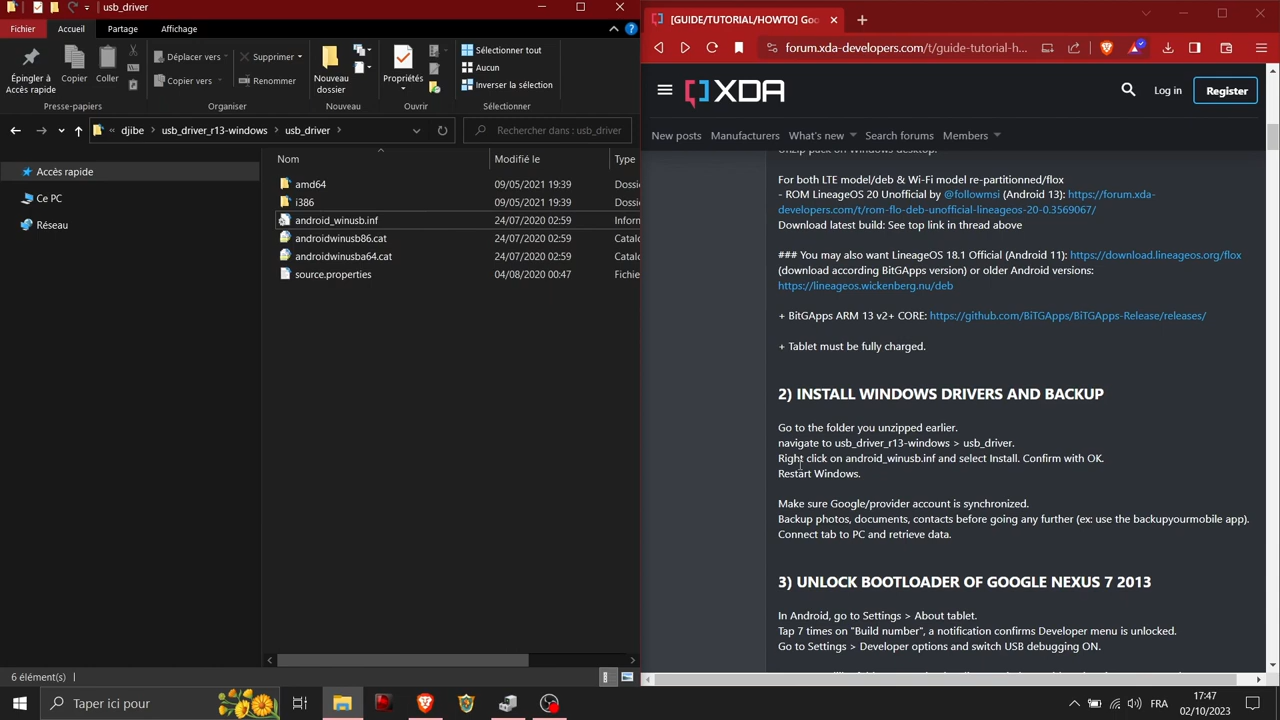 usb_driver
Fichier
Accueil
Partage
Affichage
Épingler à
Accès rapide
Copier
Coller
Déplacer vers
Copier vers
Supprimer
Renommer
Nouveau
dossier
Propriétés
Sélectionner tout
Aucun
Inverser la sélection
Presse-papiers
Organiser
Nouveau
Ouvrir
Sélectionner
« djibe > usb_driver_r13-windows > usb_driver >
Rechercher dans : usb_driver
Accès rapide
Ce PC
Réseau
Nom
Modifié le
Type
amd64 09/05/2021 19:39 Dossie
i386 09/05/2021 19:39 Dossie
android_winusb.inf 24/07/2020 02:59 Inform
androidwinusb86.cat 24/07/2020 02:59 Catalo
androidwinusba64.cat 24/07/2020 02:59 Catalo
source.properties 04/08/2020 00:47 Fichie
6 élément(s)
[GUIDE/TUTORIAL/HOWTO] Goo
forum.xda-developers.com/t/guide-tutorial-h...
XDA
Log in
Register
New posts
Manufacturers
What's new
Search forums
Members
Unzip pack on Windows desktop.
For both LTE model/deb & Wi-Fi model re-partitionned/flox
- ROM LineageOS 20 Unofficial by @followmsi (Android 13): https://forum.xda-
developers.com/t/rom-flo-deb-unofficial-lineageos-20-0.3569067/
Download latest build: See top link in thread above
### You may also want LineageOS 18.1 Official (Android 11): https://download.lineageos.org/flox
(download according BitGApps version) or older Android versions:
https://lineageos.wickenberg.nu/deb
+ BitGApps ARM 13 v2+ CORE: https://github.com/BiTGApps/BiTGApps-Release/releases/
+ Tablet must be fully charged.
2) INSTALL WINDOWS DRIVERS AND BACKUP
Go to the folder you unzipped earlier.
navigate to usb_driver_r13-windows > usb_driver.
Right click on android_winusb.inf and select Install. Confirm with OK.
Restart Windows.
Make sure Google/provider account is synchronized.
Backup photos, documents, contacts before going any further (ex: use the backupyourmobile app).
Connect tab to PC and retrieve data.
3) UNLOCK BOOTLOADER OF GOOGLE NEXUS 7 2013
In Android, go to Settings > About tablet.
Tap 7 times on "Build number", a notification confirms Developer menu is unlocked.
Go to Settings > Developer options and switch USB debugging ON.
Taper ici pour
FRA
17:47
02/10/2023